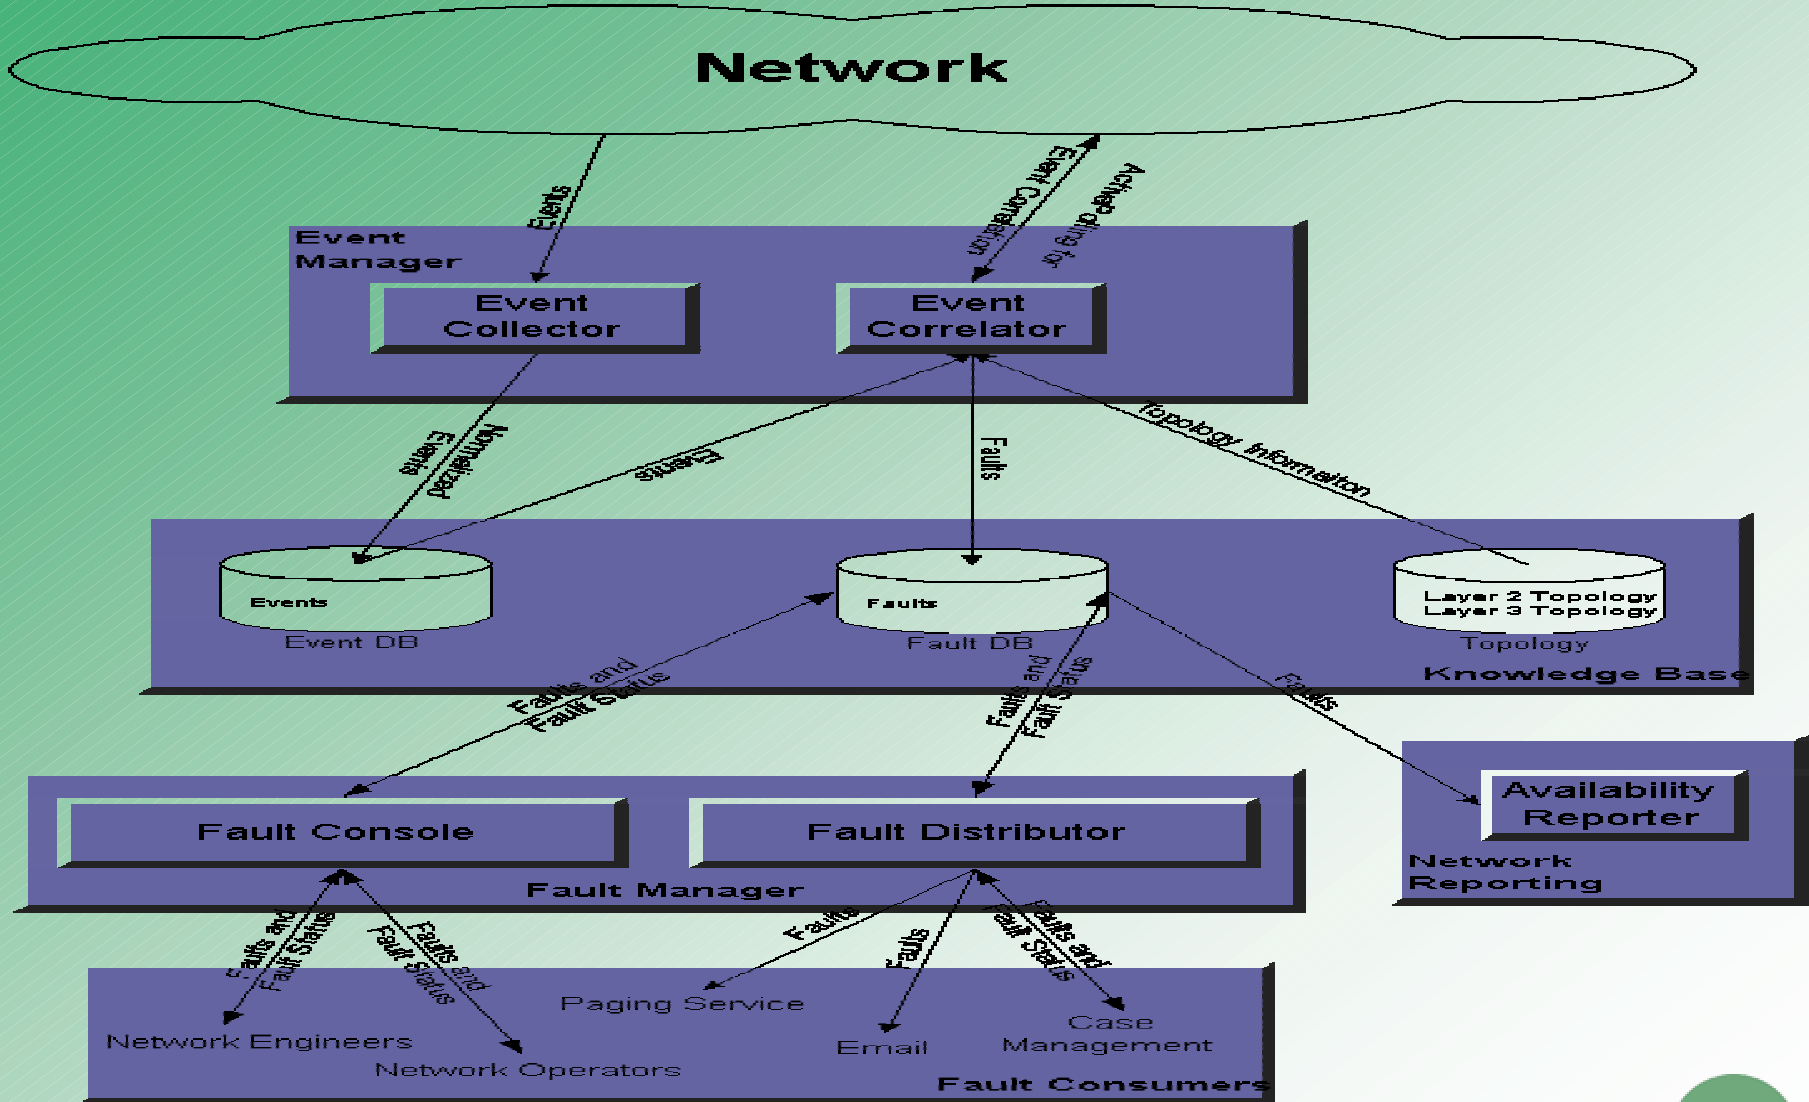 Network
Events
Event Correlation
ActivePolling for
Event
Manager
Event
Collector
Event
Correlator
Events
Normalized
Events
Faults
Topology Informaiton
Events
Event DB
Faults
Fault DB
Layer 2 Topology
Layer 3 Topology
Topology
Knowledge Base
Faults and
Fault Status
Faults and
Fault Status
Faults
Fault Console
Fault Distributor
Fault Manager
Availability
Reporter
Network
Reporting
Faults and
Fault Status
Faults and
Fault Status
Faults
Faults
Faults and
Fault Status
Paging Service
Network Engineers
Network Operators
Email
Case
Management
Fault Consumers